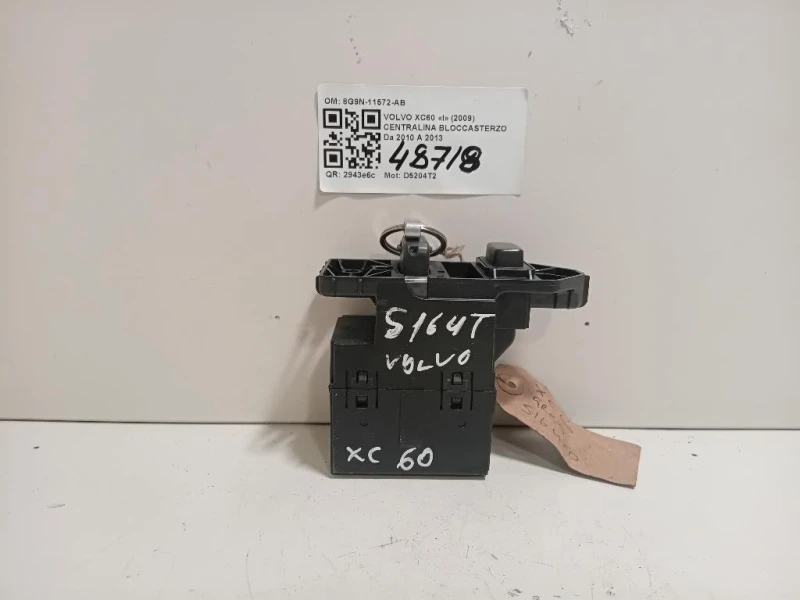 OM: 8G9N-11572-AB
VOLVO XC60 «I» (2009)
CENTRALINA BLOCCASTERZO
Da 2010 A 2013
48718
QR: 2943e6c Mot: D5204T2
S164T
VOLVO
XC 60